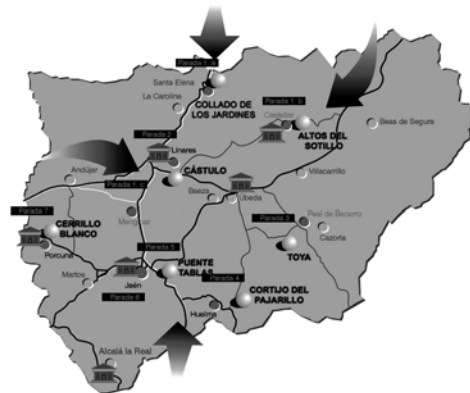 Parada 1. a
Santa Elena
La Carolina
COLLADO DE
LOS JARDINES
Parada 1. b
Castellar
ALTOS DEL
SOTILLO
Beas de Segura
Parada 2
Linares
Andújar
CÁSTULO
Villacarrillo
Parada 1. c
Baeza
Úbeda
Parada 7
CERRILLO
BLANCO
Mengíbar
Parada 3
Peal de Becerro
Cazorla
Porcuna
Parada 5
TOYA
Martos
Jaén
PUENTE
TABLAS
Parada 4
Parada 6
CORTIJO DEL
PAJARILLO
Huelma
Alcalá la Real